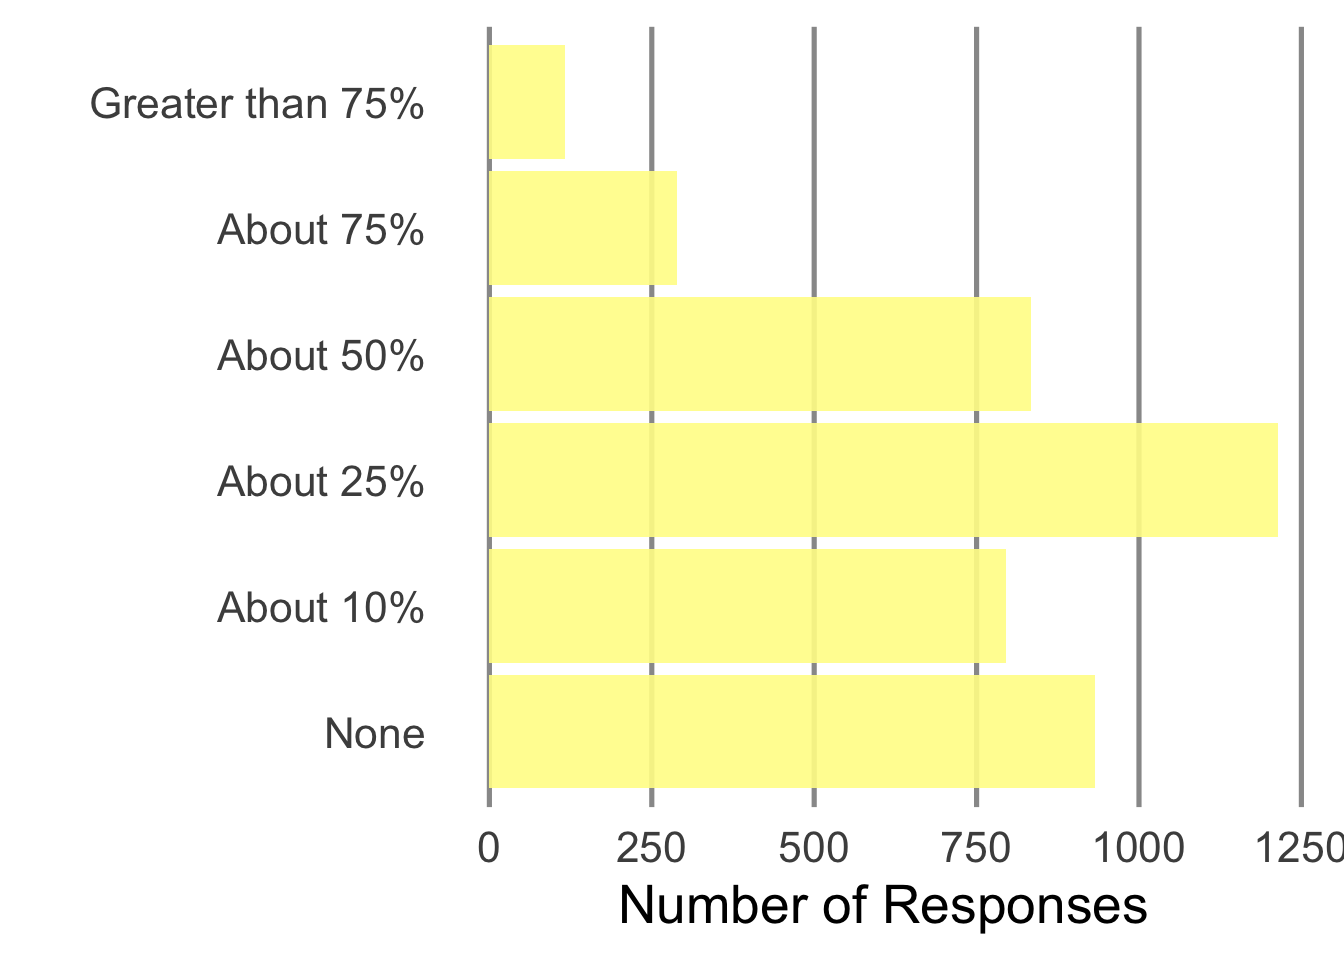 Greater than 75%
About 75%
About 50%
About 25%
About 10%
None
0 250 500 750 1000 1250
Number of Responses